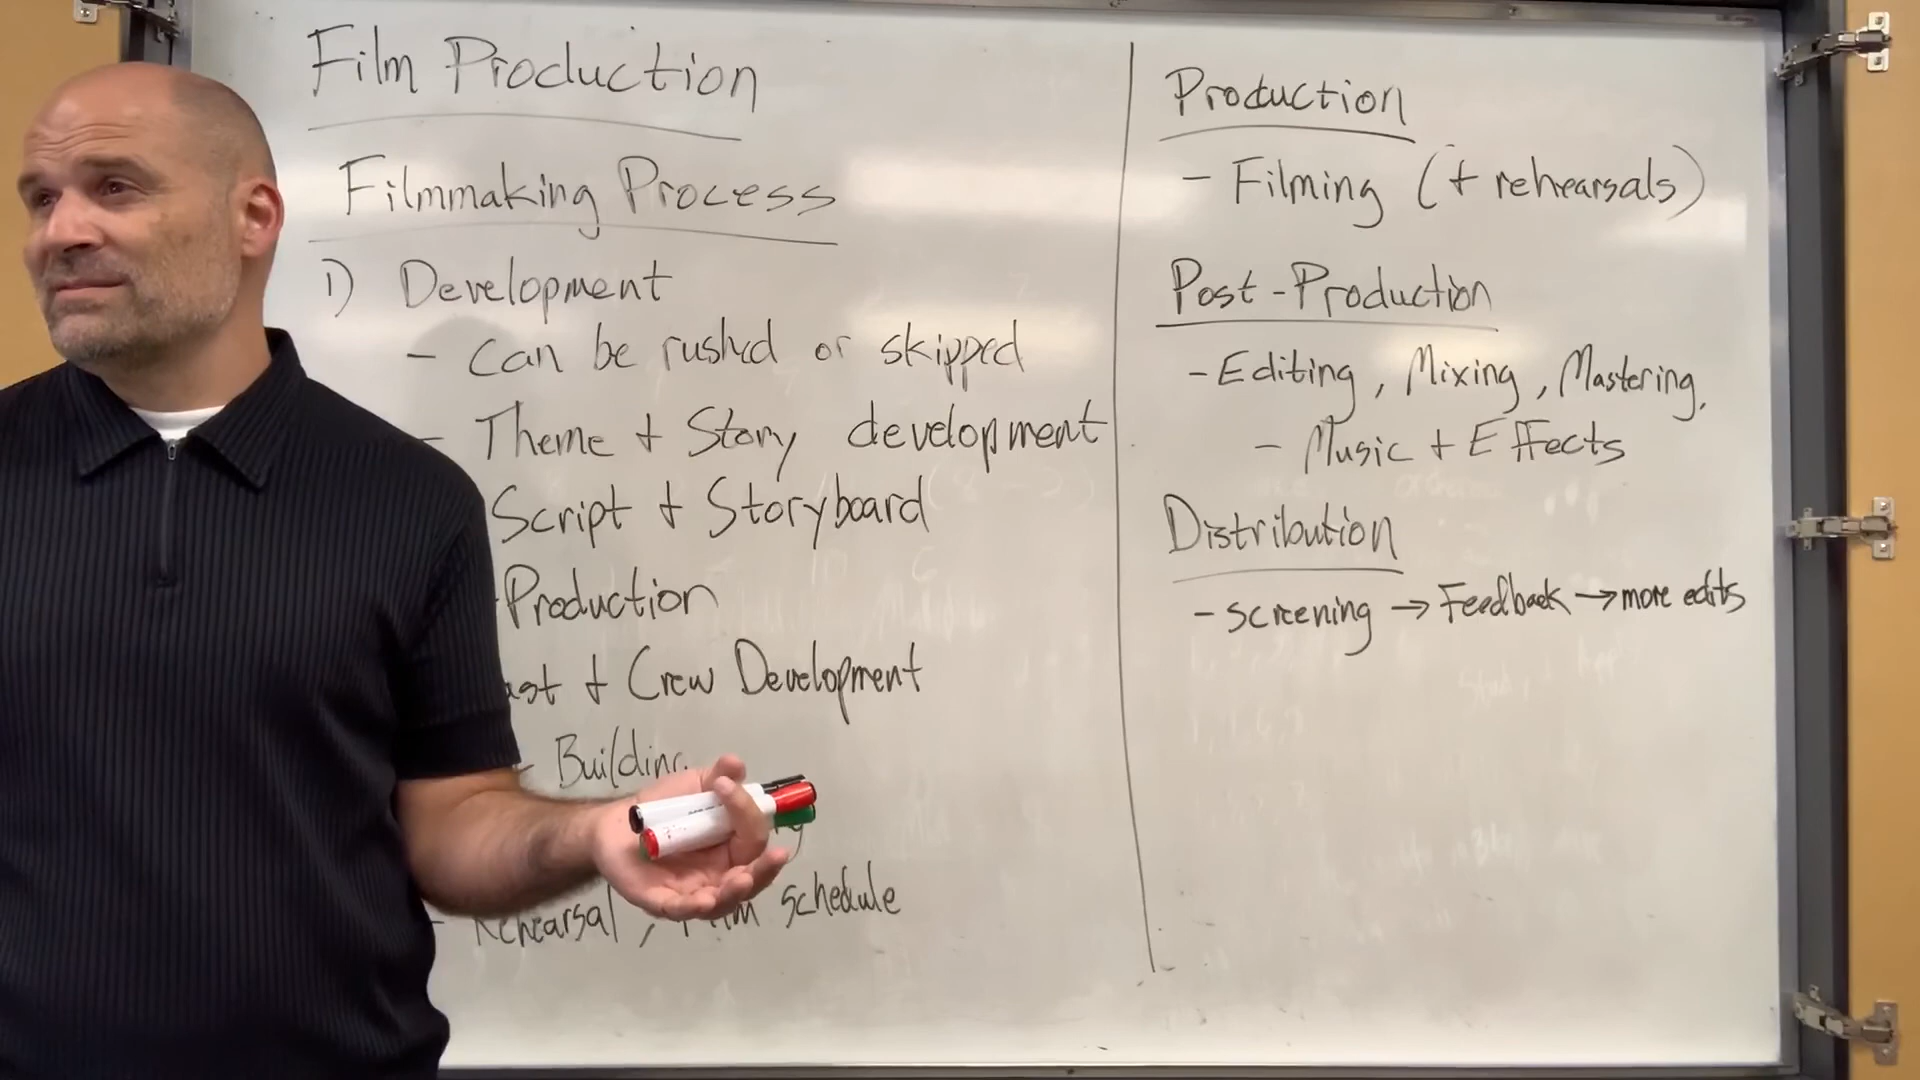 Film Production
Filmmaking Process
1) Development
- can be rushed or skipped
- Theme + Story development
Script + Storyboard
Production
+ Crew Development
- Building
- Rehearsal, Film schedule
Production
- Filming (+ rehearsals)
Post-Production
- Editing, Mixing, Mastering,
- Music + Effects
Distribution
- screening → Feedback → more edits